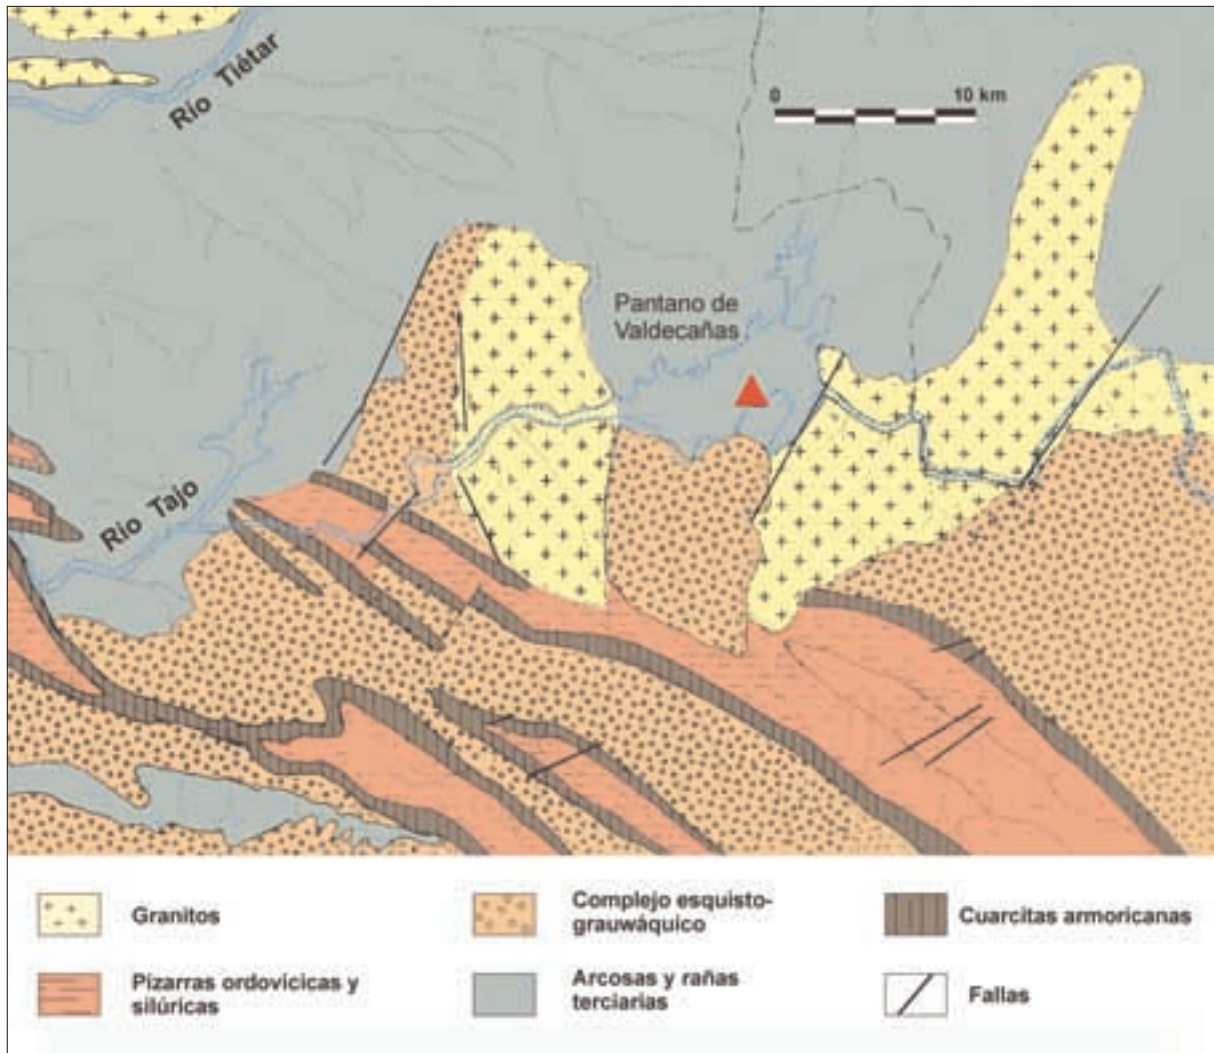 Río Tiétar
0 10 km
Pantano de
Valdecañas
Río Tajo
Granitos
Complejo esquisto-
grauwáquico
Cuarcitas armoricanas
Pizarras ordovícicas y
silúricas
Arcosas y rañas
terciarias
Fallas